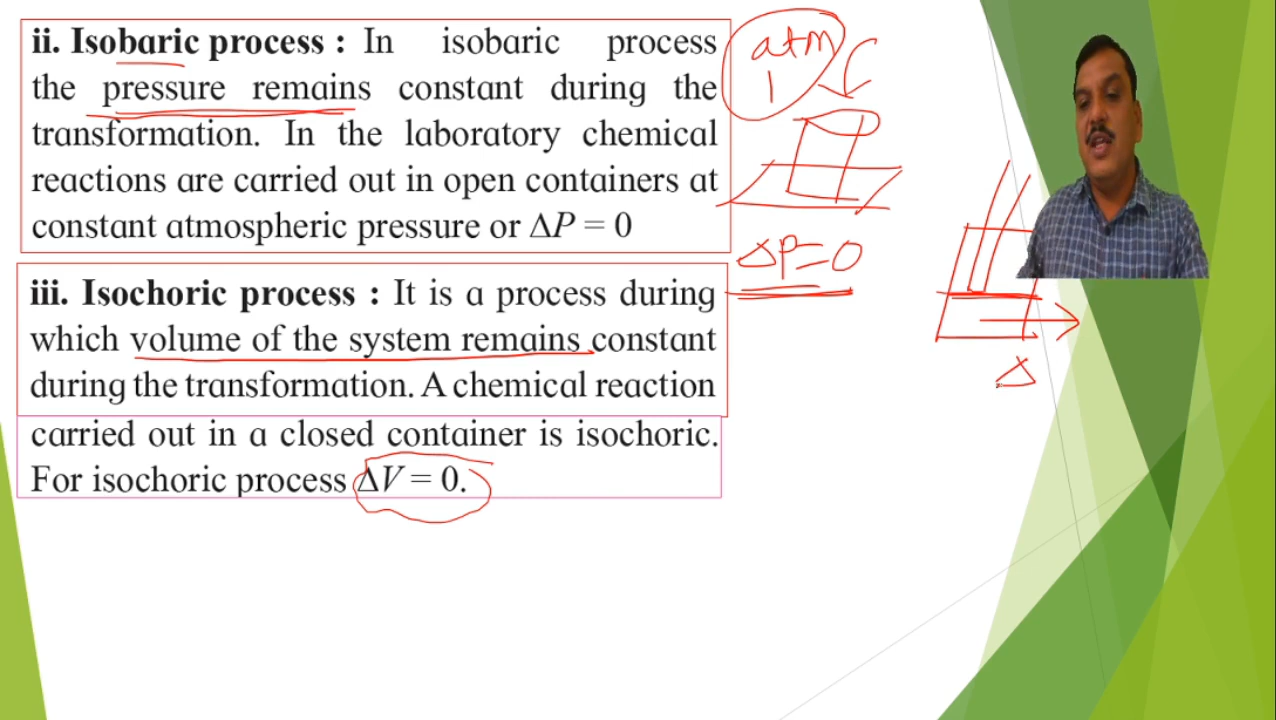 ii. Isobaric process : In isobaric process
the pressure remains constant during the
transformation. In the laboratory chemical
reactions are carried out in open containers at
constant atmospheric pressure or ΔP = 0
iii. Isochoric process : It is a process during
which volume of the system remains constant
during the transformation. A chemical reaction
carried out in a closed container is isochoric.
For isochoric process ΔV = 0.
atm
1
ΔP=0
Δ